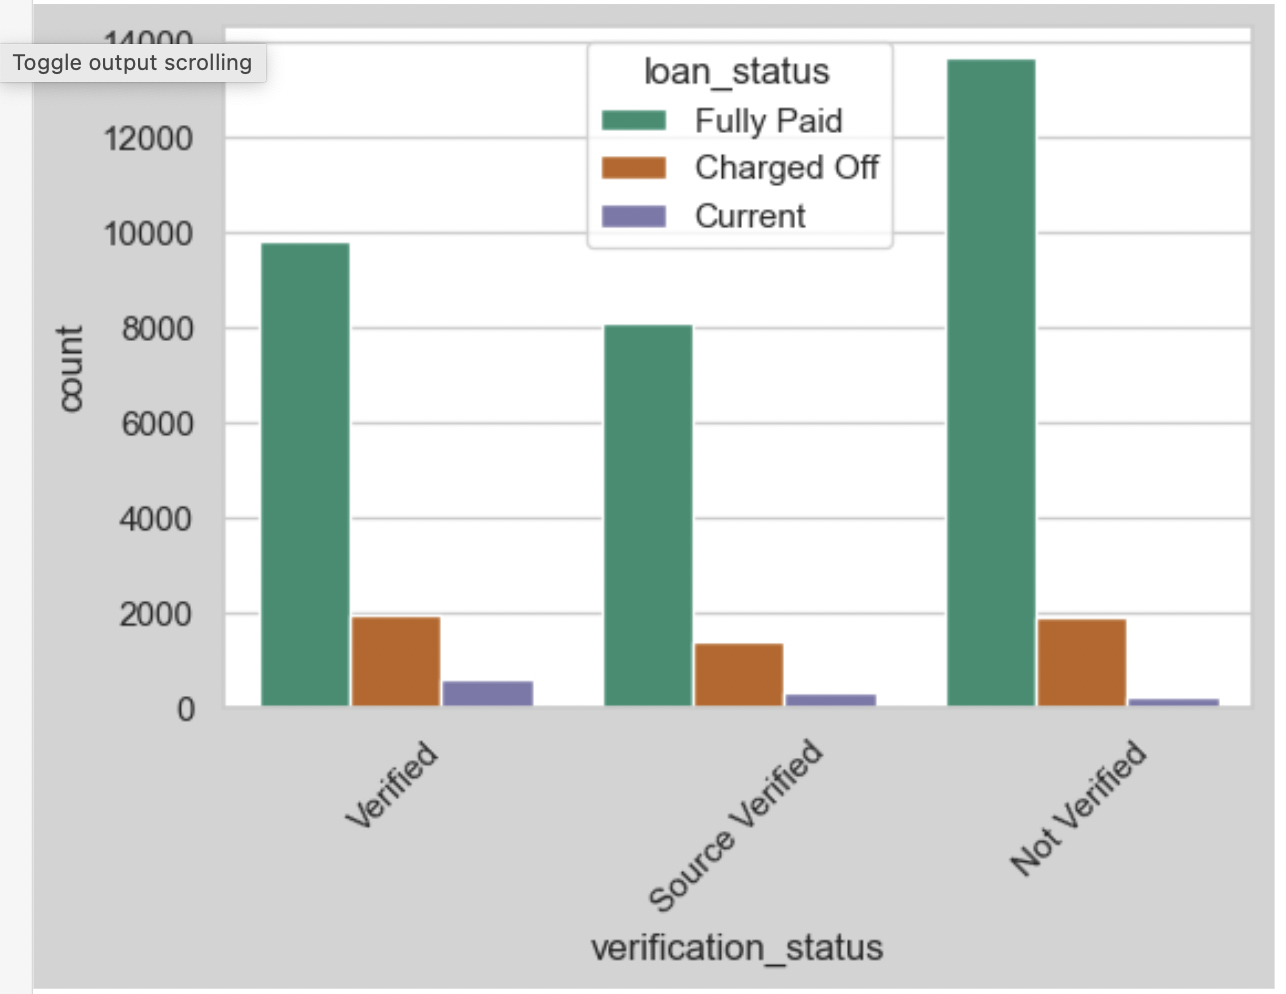 14000
Toggle output scrolling
loan_status
Fully Paid
Charged Off
Current
12000
10000
8000
6000
4000
2000
0
count
Verified
Source Verified
Not Verified
verification_status